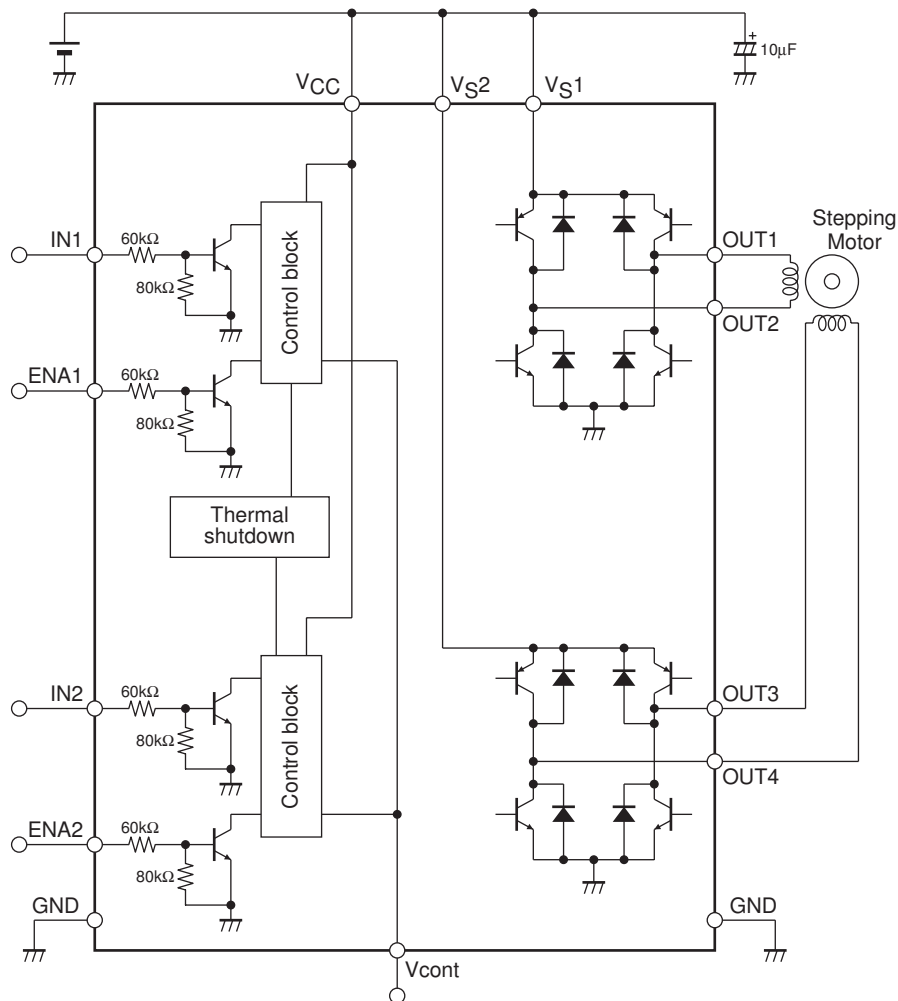 +
10μF
VCC
VS2
VS1
IN1
60kΩ
80kΩ
Control block
Stepping
Motor
OUT1
OUT2
ENA1
60kΩ
80kΩ
Thermal
shutdown
IN2
60kΩ
80kΩ
Control block
OUT3
OUT4
ENA2
60kΩ
80kΩ
GND
GND
Vcont